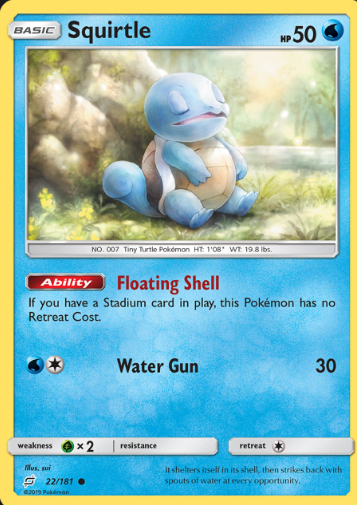 BASIC Squirtle HP 50
NO. 007 Tiny Turtle Pokémon HT: 1'08" WT: 19.8 lbs.
Ability Floating Shell
If you have a Stadium card in play, this Pokémon has no
Retreat Cost.
Water Gun 30
weakness ×2 resistance retreat
Illus. sui
22/181
©2019 Pokémon
It shelters itself in its shell, then strikes back with
spouts of water at every opportunity.